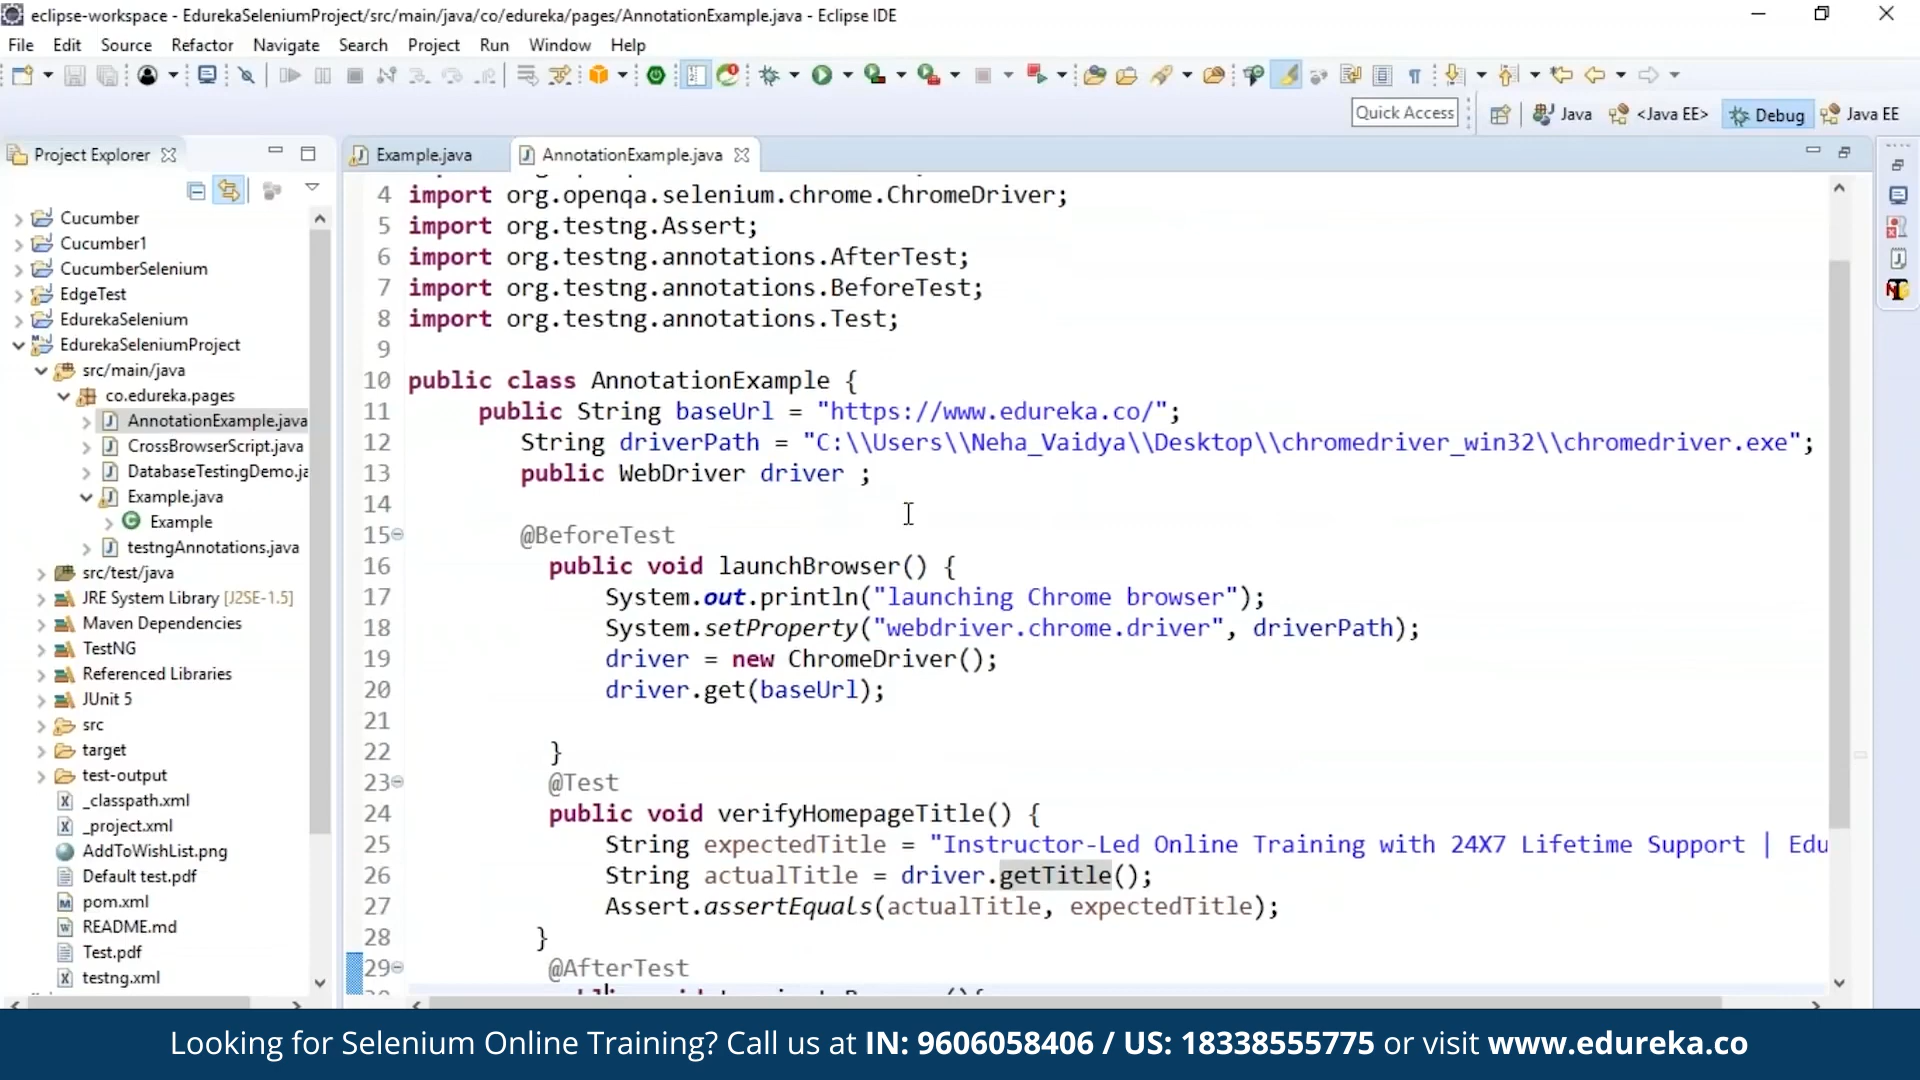 eclipse-workspace - EdurekaSeleniumProject/src/main/java/co/edureka/pages/AnnotationExample.java - Eclipse IDE
File Edit Source Refactor Navigate Search Project Run Window Help
Quick Access Java <Java EE> Debug Java EE
Project Explorer
Example.java AnnotationExample.java
Cucumber
Cucumber1
CucumberSelenium
EdgeTest
EdurekaSelenium
EdurekaSeleniumProject
src/main/java
co.edureka.pages
AnnotationExample.java
CrossBrowserScript.java
DatabaseTestingDemo.ja
Example.java
Example
testngAnnotations.java
src/test/java
JRE System Library [J2SE-1.5]
Maven Dependencies
TestNG
Referenced Libraries
JUnit 5
src
target
test-output
_classpath.xml
_project.xml
AddToWishList.png
Default test.pdf
pom.xml
README.md
Test.pdf
testng.xml
4 import org.openqa.selenium.chrome.ChromeDriver;
5 import org.testng.Assert;
6 import org.testng.annotations.AfterTest;
7 import org.testng.annotations.BeforeTest;
8 import org.testng.annotations.Test;
9
10 public class AnnotationExample {
11 public String baseUrl = "https://www.edureka.co/";
12 String driverPath = "C:\\Users\\Neha_Vaidya\\Desktop\\chromedriver_win32\\chromedriver.exe";
13 public WebDriver driver ;
14
15 @BeforeTest
16 public void launchBrowser() {
17 System.out.println("launching Chrome browser");
18 System.setProperty("webdriver.chrome.driver", driverPath);
19 driver = new ChromeDriver();
20 driver.get(baseUrl);
21
22 }
23 @Test
24 public void verifyHomepageTitle() {
25 String expectedTitle = "Instructor-Led Online Training with 24X7 Lifetime Support | Edu
26 String actualTitle = driver.getTitle();
27 Assert.assertEquals(actualTitle, expectedTitle);
28 }
29 @AfterTest
Looking for Selenium Online Training? Call us at IN: 9606058406 / US: 18338555775 or visit www.edureka.co